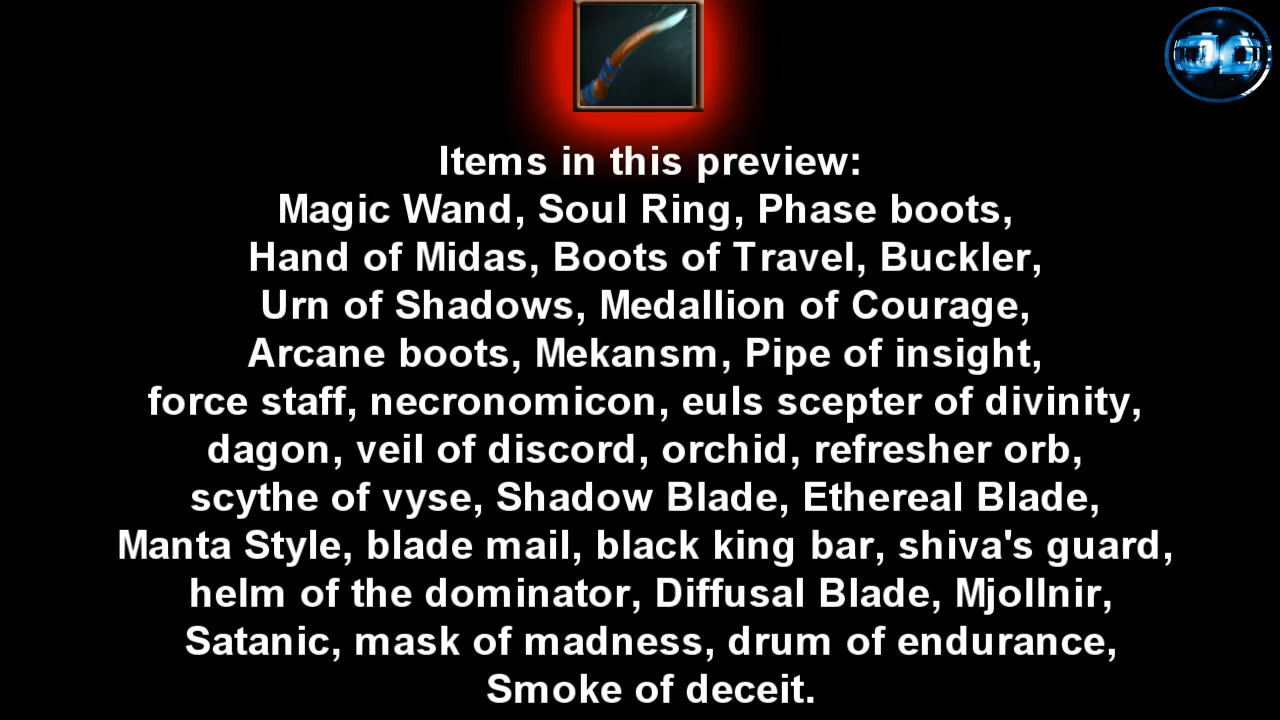 Items in this preview:
Magic Wand, Soul Ring, Phase boots,
Hand of Midas, Boots of Travel, Buckler,
Urn of Shadows, Medallion of Courage,
Arcane boots, Mekansm, Pipe of insight,
force staff, necronomicon, euls scepter of divinity,
dagon, veil of discord, orchid, refresher orb,
scythe of vyse, Shadow Blade, Ethereal Blade,
Manta Style, blade mail, black king bar, shiva's guard,
helm of the dominator, Diffusal Blade, Mjollnir,
Satanic, mask of madness, drum of endurance,
Smoke of deceit.